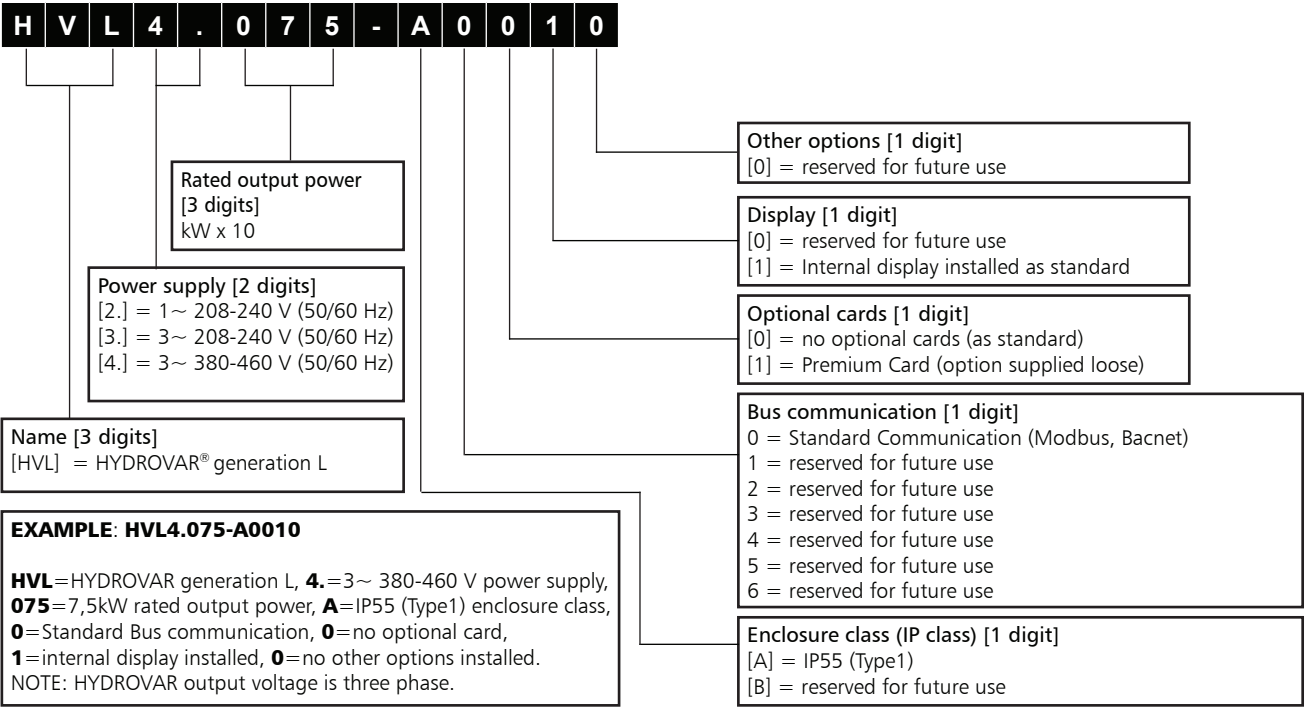 HVL4.075-A0010
Rated output power
[3 digits]
kW x 10
Power supply [2 digits]
[2.] = 1~ 208-240 V (50/60 Hz)
[3.] = 3~ 208-240 V (50/60 Hz)
[4.] = 3~ 380-460 V (50/60 Hz)
Name [3 digits]
[HVL] = HYDROVAR® generation L
EXAMPLE: HVL4.075-A0010
HVL=HYDROVAR generation L, 4.=3~ 380-460 V power supply,
075=7,5kW rated output power, A=IP55 (Type1) enclosure class,
0=Standard Bus communication, 0=no optional card,
1=internal display installed, 0=no other options installed.
NOTE: HYDROVAR output voltage is three phase.
Other options [1 digit]
[0] = reserved for future use
Display [1 digit]
[0] = reserved for future use
[1] = Internal display installed as standard
Optional cards [1 digit]
[0] = no optional cards (as standard)
[1] = Premium Card (option supplied loose)
Bus communication [1 digit]
0 = Standard Communication (Modbus, Bacnet)
1 = reserved for future use
2 = reserved for future use
3 = reserved for future use
4 = reserved for future use
5 = reserved for future use
6 = reserved for future use
Enclosure class (IP class) [1 digit]
[A] = IP55 (Type1)
[B] = reserved for future use